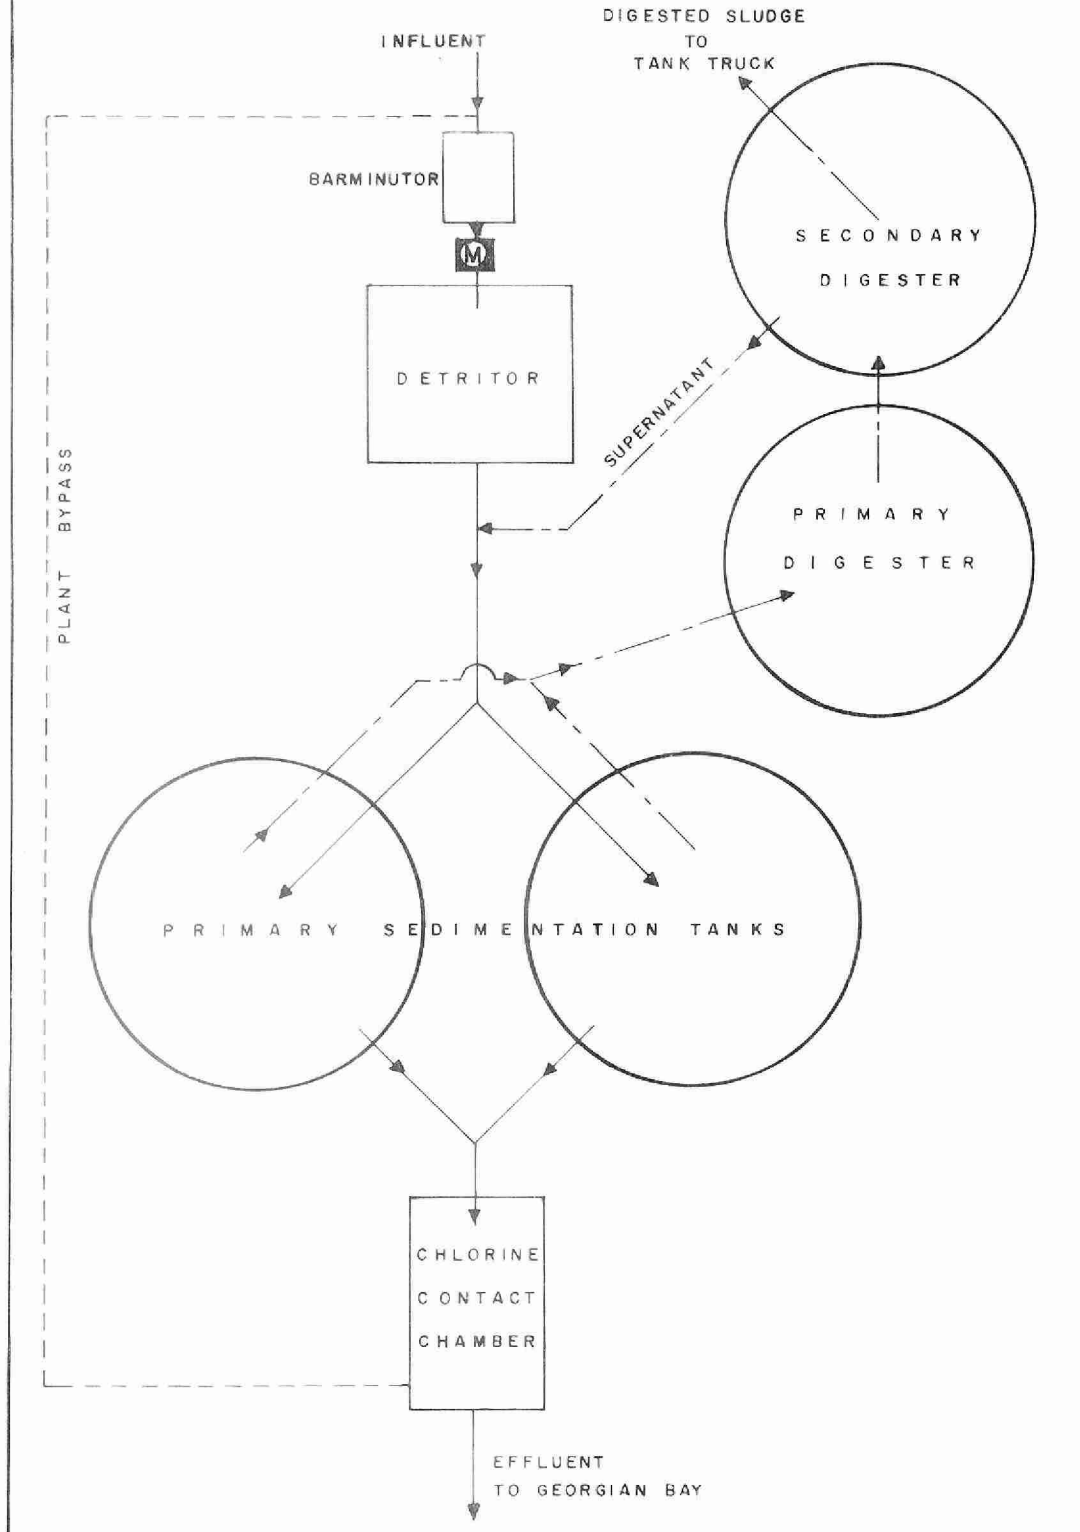 DIGESTED SLUDGE
TO
TANK TRUCK
INFLUENT
BARMINUTOR
M
SECONDARY
DIGESTER
DETRITOR
SUPERNATANT
PLANT BYPASS
PRIMARY
DIGESTER
PRIMARY SEDIMENTATION TANKS
CHLORINE
CONTACT
CHAMBER
EFFLUENT
TO GEORGIAN BAY